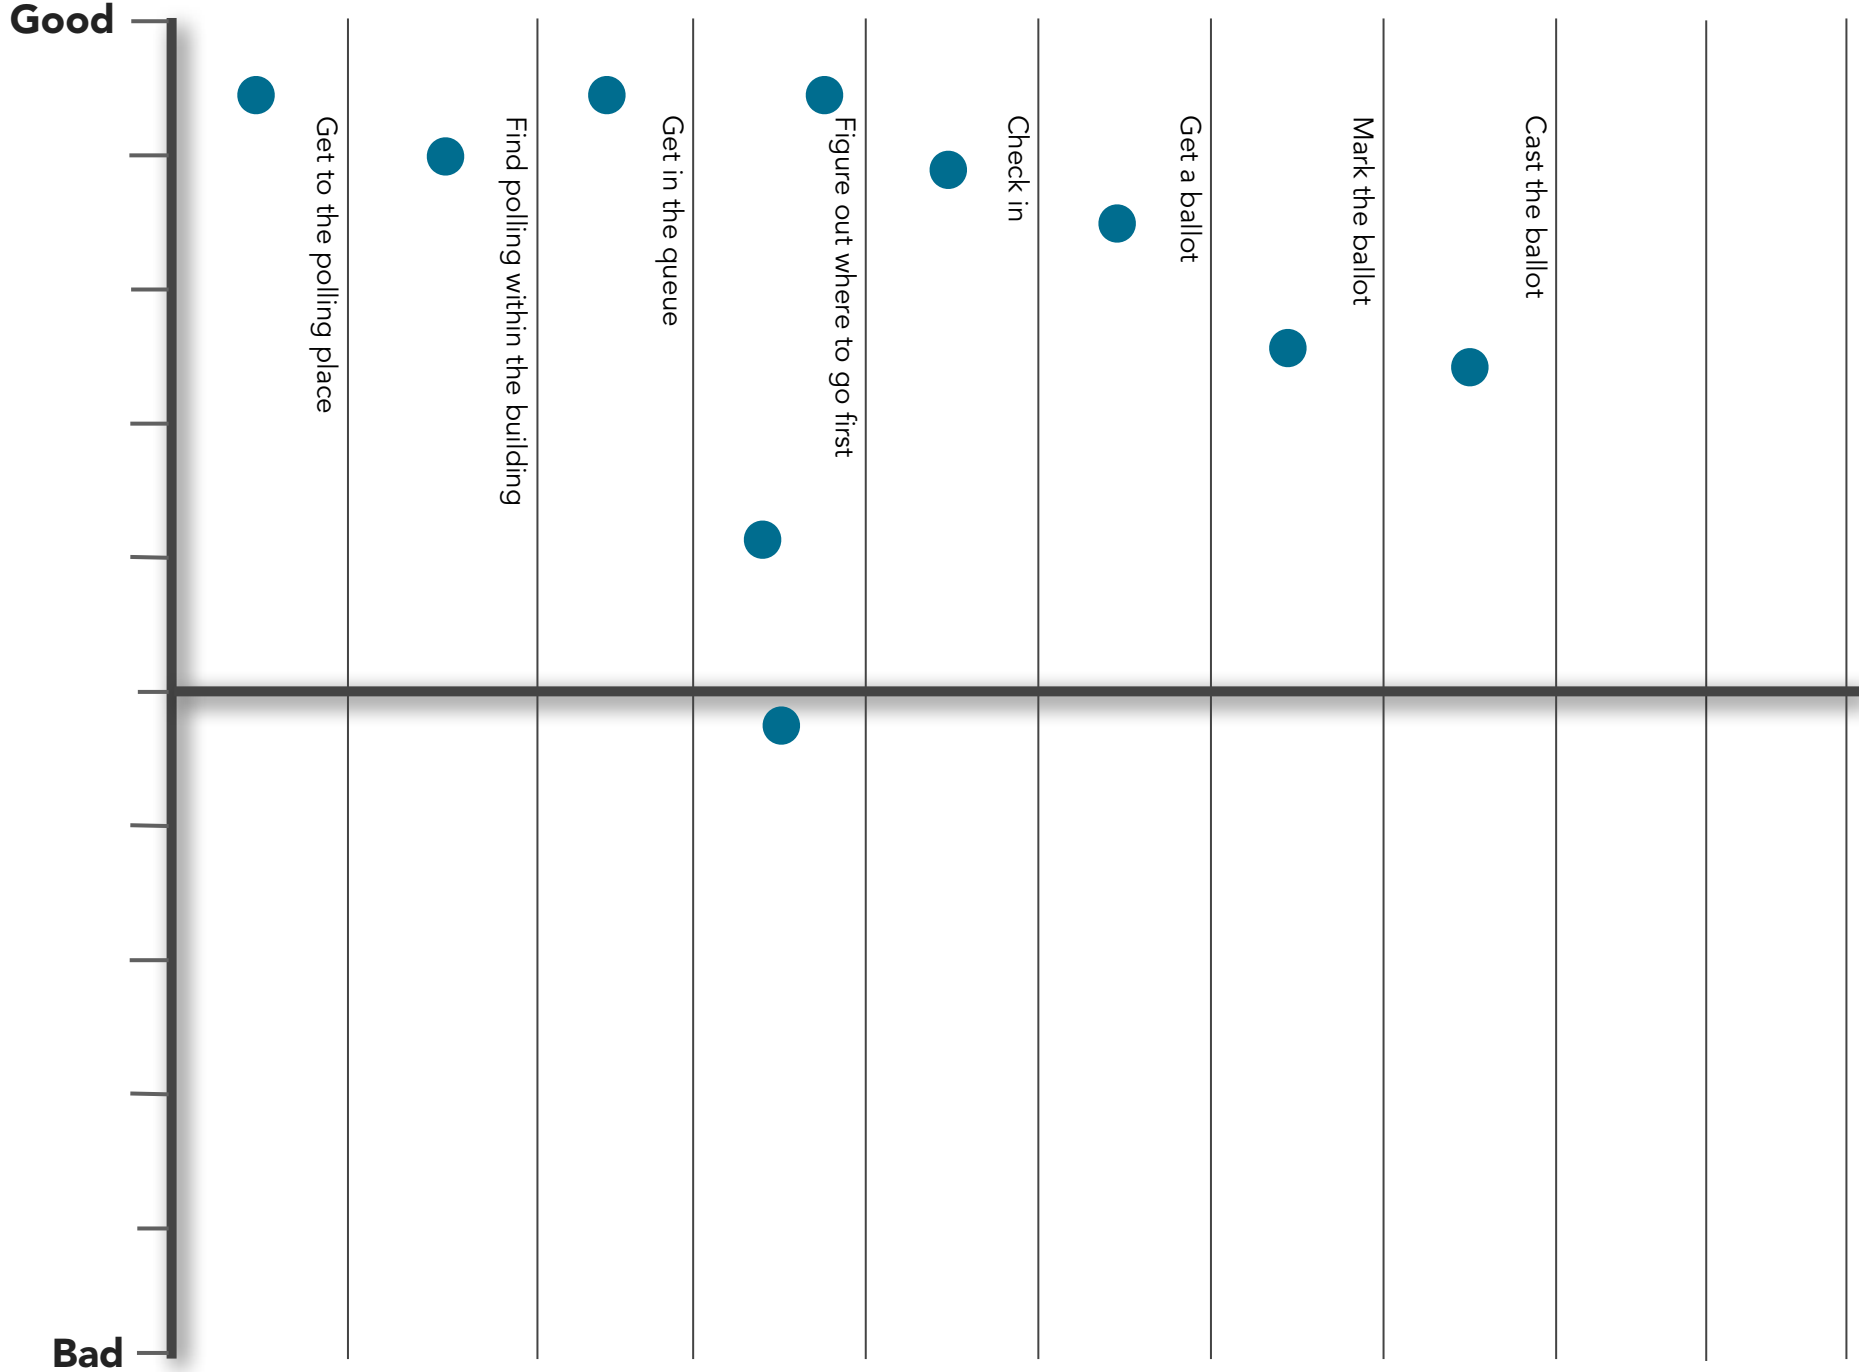 Good
Get to the polling place
Find polling within the building
Get in the queue
Figure out where to go first
Check in
Get a ballot
Mark the ballot
Cast the ballot
Bad